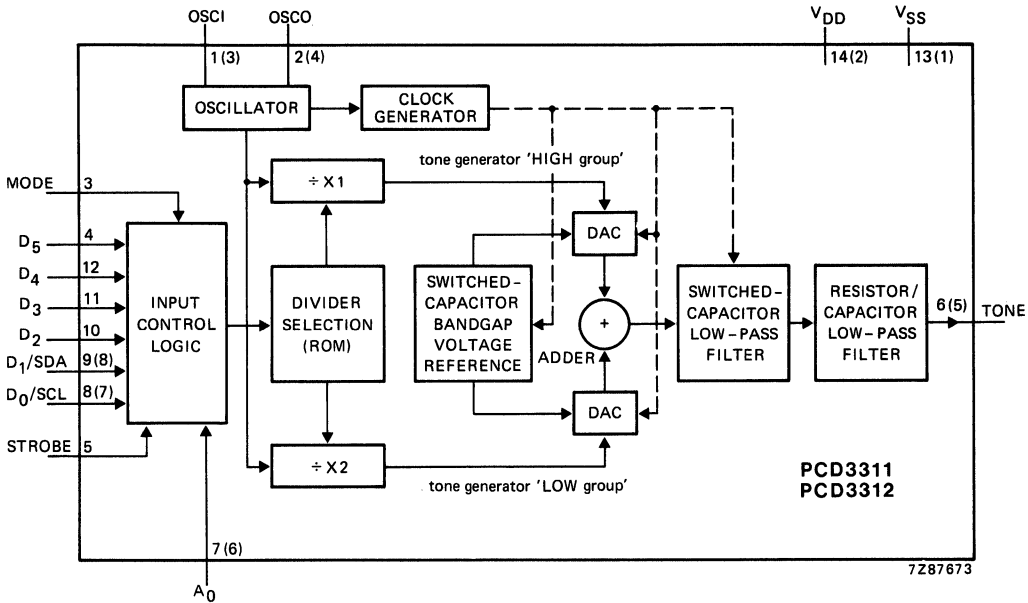 OSCI
OSCO
VDD
VSS
1 (3)
2 (4)
14(2)
13(1)
OSCILLATOR
CLOCK
GENERATOR
tone generator 'HIGH group'
÷ X1
MODE
3
D5
4
D4
12
D3
11
D2
10
D1/SDA
9(8)
D0/SCL
8(7)
STROBE
5
INPUT
CONTROL
LOGIC
DIVIDER
SELECTION
(ROM)
SWITCHED–
CAPACITOR
BANDGAP
VOLTAGE
REFERENCE
DAC
+
ADDER
DAC
SWITCHED–
CAPACITOR
LOW–PASS
FILTER
RESISTOR/
CAPACITOR
LOW–PASS
FILTER
6(5)
TONE
÷ X2
tone generator 'LOW group'
PCD3311
PCD3312
7(6)
A0
7Z87673